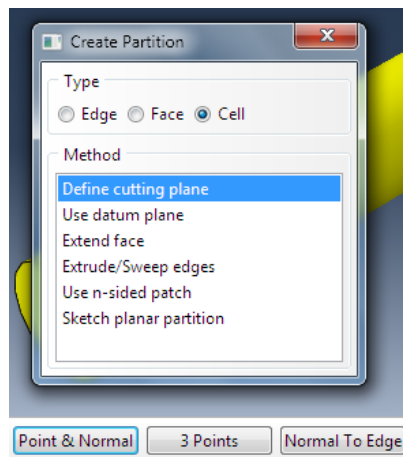 Create Partition
Type
Edge Face Cell
Method
Define cutting plane
Use datum plane
Extend face
Extrude/Sweep edges
Use n-sided patch
Sketch planar partition
Point & Normal 3 Points Normal To Edge